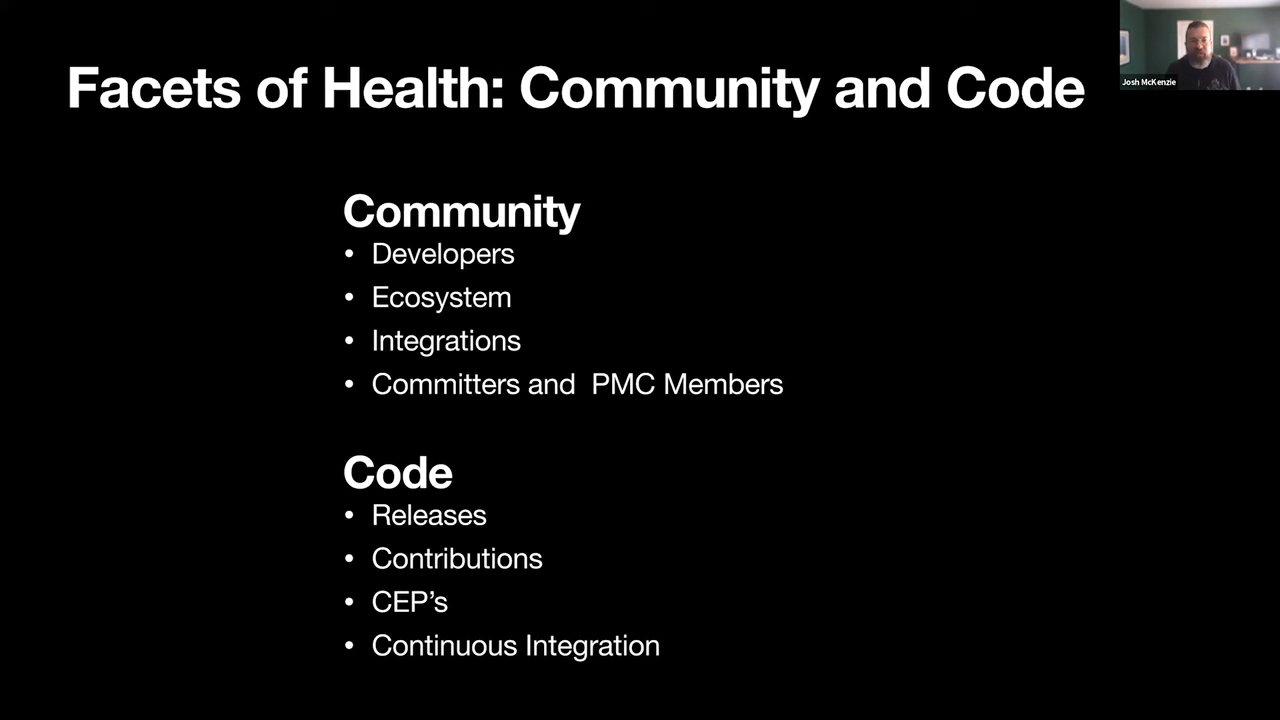 Facets of Health: Community and Code
Josh McKenzie
Community
• Developers
• Ecosystem
• Integrations
• Committers and  PMC Members
Code
• Releases
• Contributions
• CEP’s
• Continuous Integration